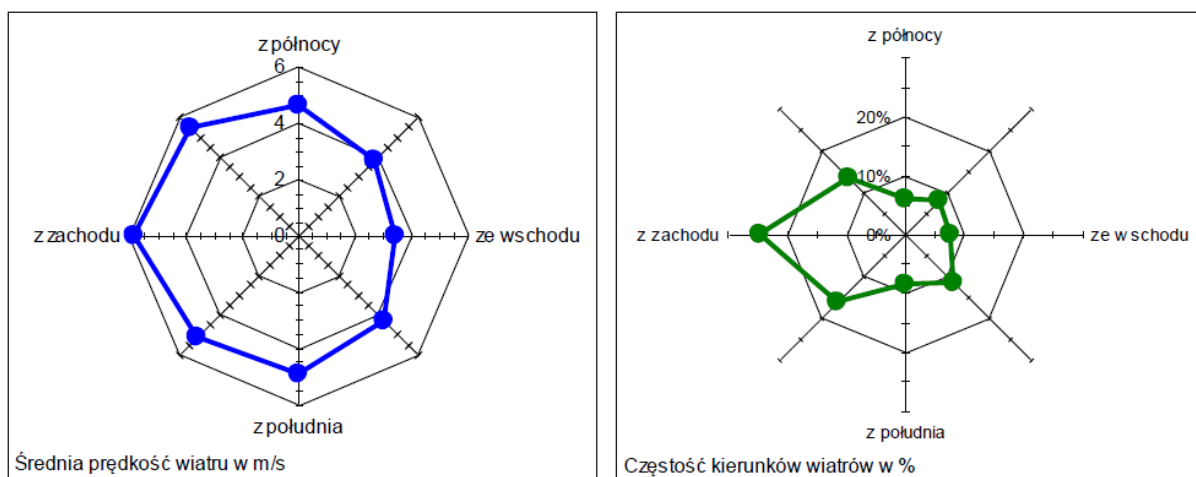 z północy
6
4
2
0
z zachodu
ze wschodu
z południa
Średnia prędkość wiatru w m/s
z północy
20%
10%
0%
z zachodu
ze wschodu
z południa
Częstość kierunków wiatrów w %